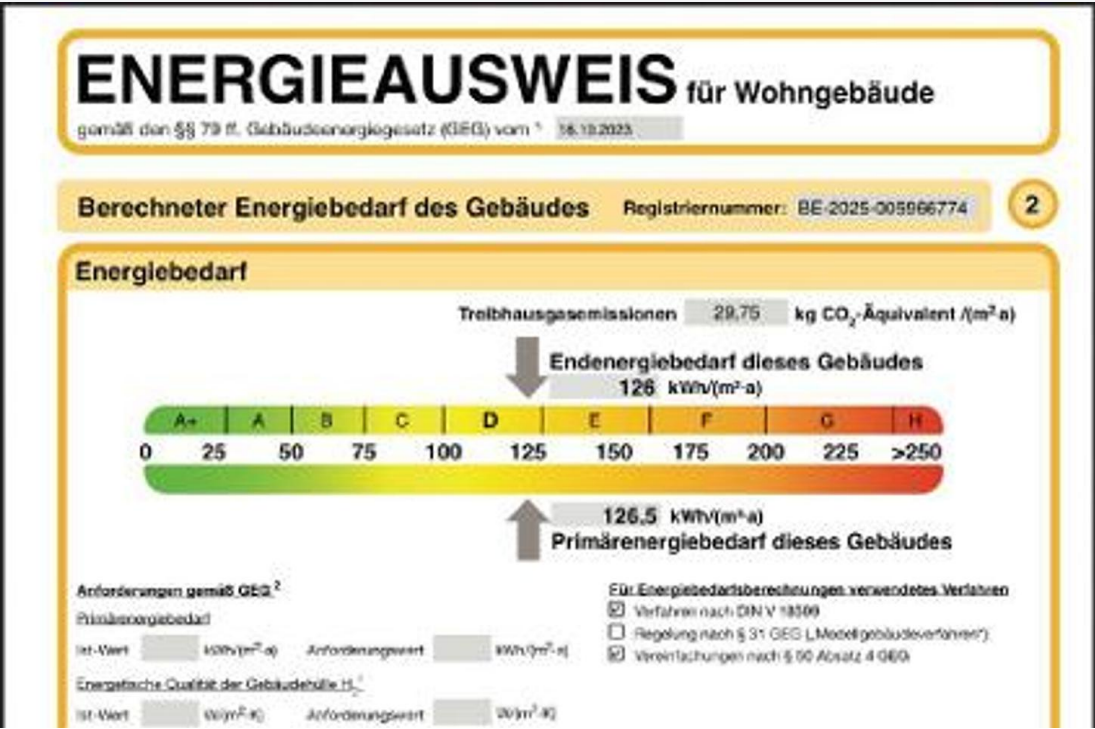 ENERGIEAUSWEIS für Wohngebäude
gemäß den §§ 79 ff. Gebäudeenergiegesetz (GEG) vom ¹ 16.10.2023
Berechneter Energiebedarf des Gebäudes Registriernummer: BE-2025-005966774 2
Energiebedarf
Treibhausgasemissionen 29,75 kg CO₂-Äquivalent /(m²·a)
Endenergiebedarf dieses Gebäudes
126 kWh/(m²·a)
A+ A B C D E F G H
0 25 50 75 100 125 150 175 200 225 >250
126,5 kWh/(m²·a)
Primärenergiebedarf dieses Gebäudes
Anforderungen gemäß GEG ²
Für Energiebedarfsberechnungen verwendetes Verfahren
Primärenergiebedarf
Verfahren nach DIN V 18599
Regelung nach § 31 GEG („Modellgebäudeverfahren“)
Ist-Wert kWh/(m²·a) Anforderungswert kWh/(m²·a)
Vereinfachungen nach § 50 Absatz 4 GEG
Energetische Qualität der Gebäudehülle
Ist-Wert W/(m²·K) Anforderungswert W/(m²·K)